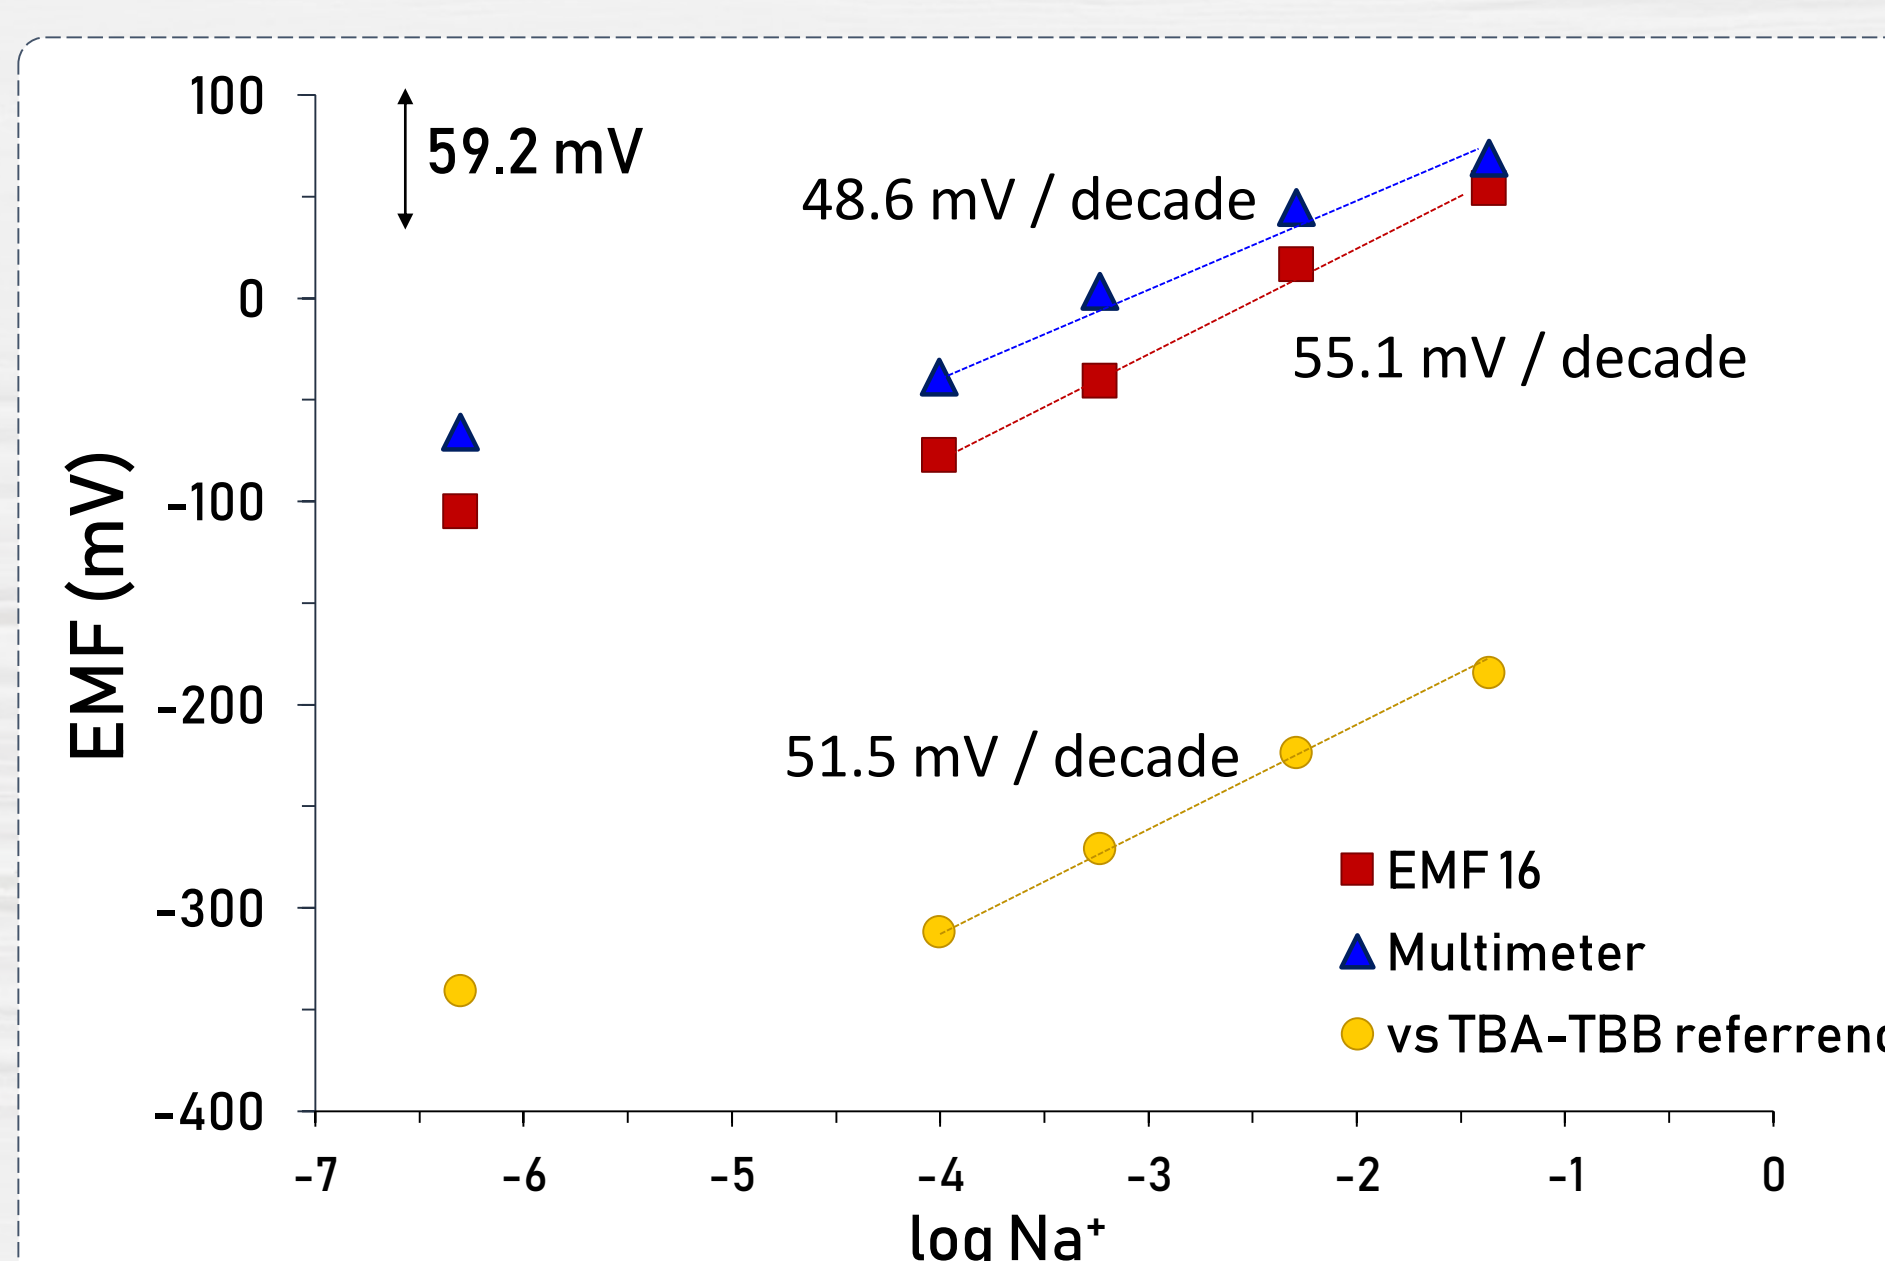 100
59.2 mV
48.6 mV / decade
0
55.1 mV / decade
EMF (mV)
-100
-200
51.5 mV / decade
EMF 16
-300
Multimeter
vs TBA-TBB
-400
-7 -6 -5 -4 -3 -2 -1 0
log Na⁺